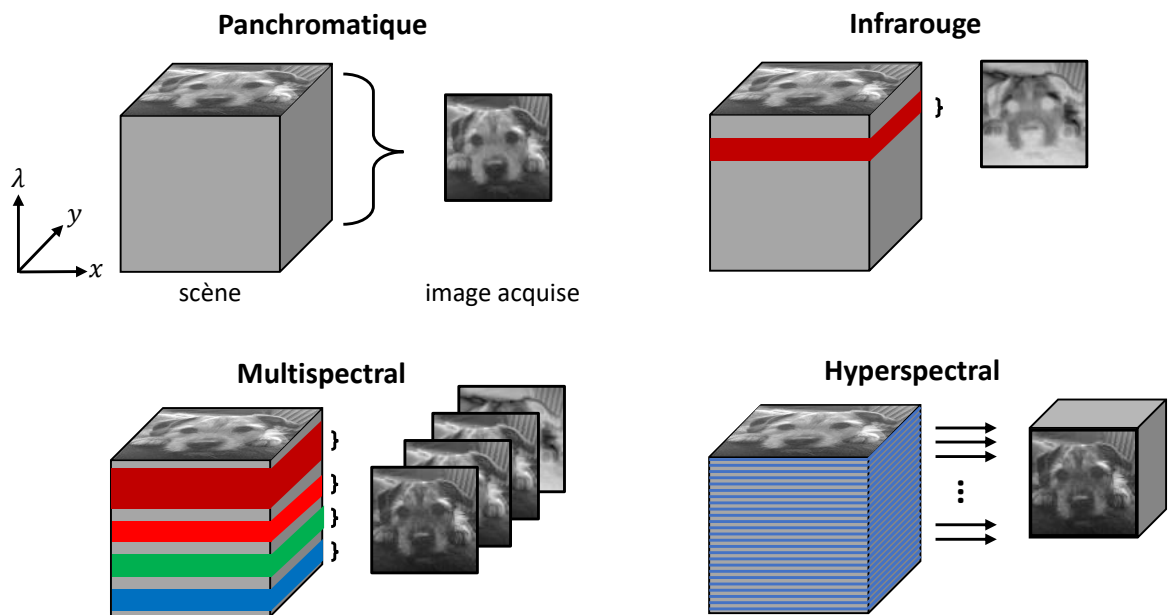 Panchromatique
Infrarouge
λ
y
x
scène
image acquise
Multispectral
Hyperspectral